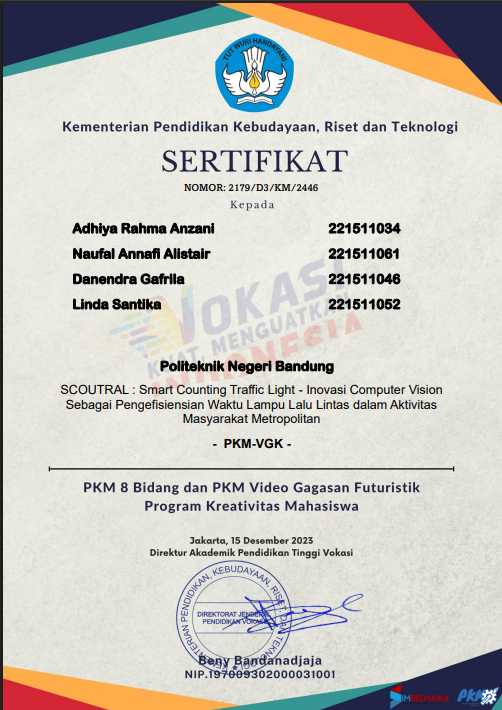 TUT WURI HANDAYANI
Kementerian Pendidikan Kebudayaan, Riset dan Teknologi
SERTIFIKAT
NOMOR: 2179/D3/KM/2446
Kepada
Adhiya Rahma Anzani 221511034
Naufal Annafi Alistair 221511061
Danendra Gafrila 221511046
Linda Santika 221511052
VOKASI
KUAT MENGUATKAN
INDONESIA
Politeknik Negeri Bandung
SCOUTRAL : Smart Counting Traffic Light - Inovasi Computer Vision
Sebagai Pengefisiensian Waktu Lampu Lalu Lintas dalam Aktivitas
Masyarakat Metropolitan
- PKM-VGK -
PKM 8 Bidang dan PKM Video Gagasan Futuristik
Program Kreativitas Mahasiswa
Jakarta, 15 Desember 2023
Direktur Akademik Pendidikan Tinggi Vokasi
KEMENTERIAN PENDIDIKAN, KEBUDAYAAN, RISET, DAN TEKNOLOGI
DIREKTORAT JENDERAL
PENDIDIKAN VOKASI
Beny Bandanadjaja
NIP.197009302000031001
SIMBELMAWA
PKM